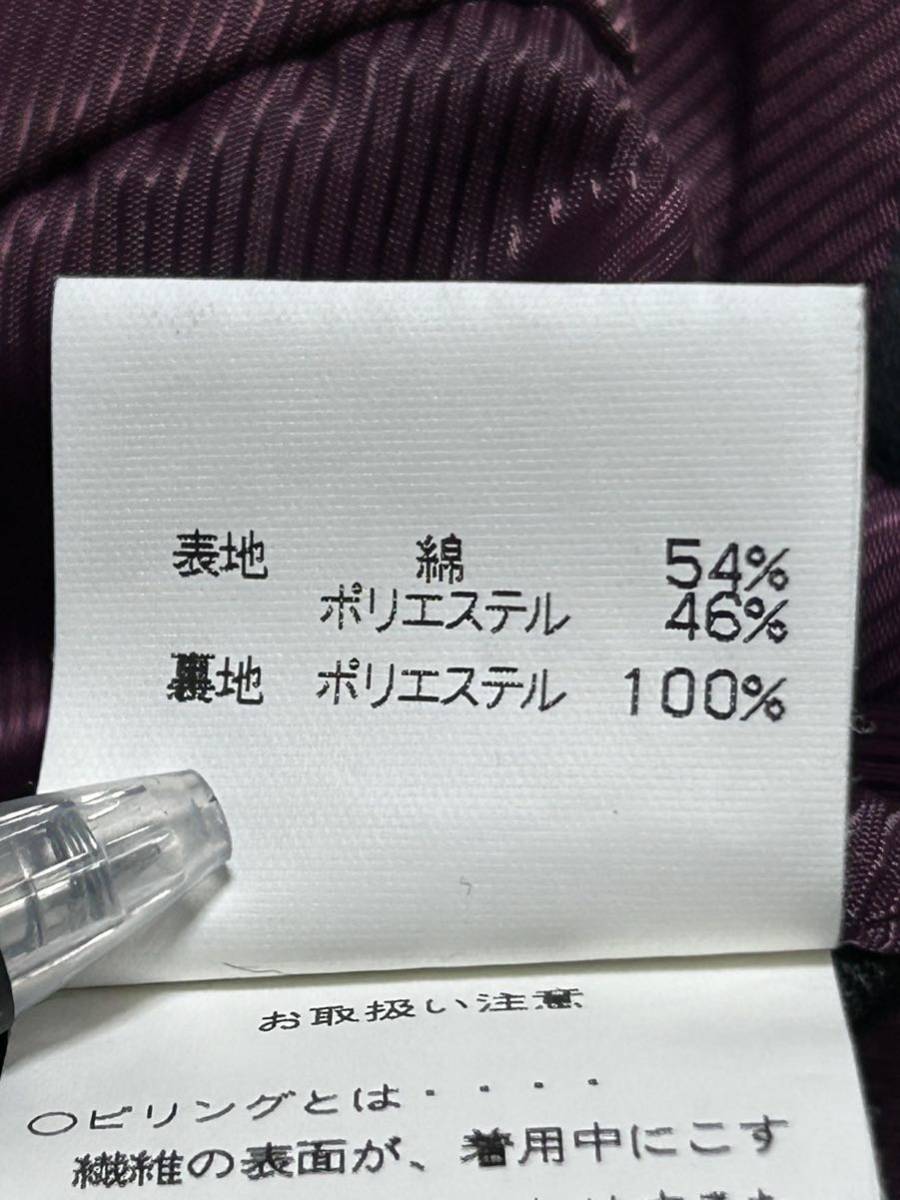 表地 綿 54%
ポリエステル 46%
裏地 ポリエステル 100%
お取扱い注意
○ピリングとは・・・・
繊維の表面が、着用中にこす